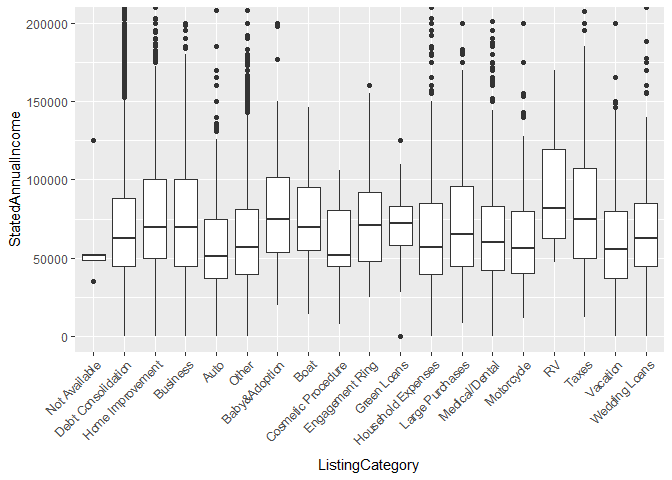 200000
150000
100000
50000
0
StatedAnnualIncome
Not Available
Debt Consolidation
Home Improvement
Business
Auto
Other
Baby&Adoption
Boat
Cosmetic Procedure
Engagement Ring
Green Loans
Household Expenses
Large Purchases
Medical/Dental
Motorcycle
RV
Taxes
Vacation
Wedding Loans
ListingCategory